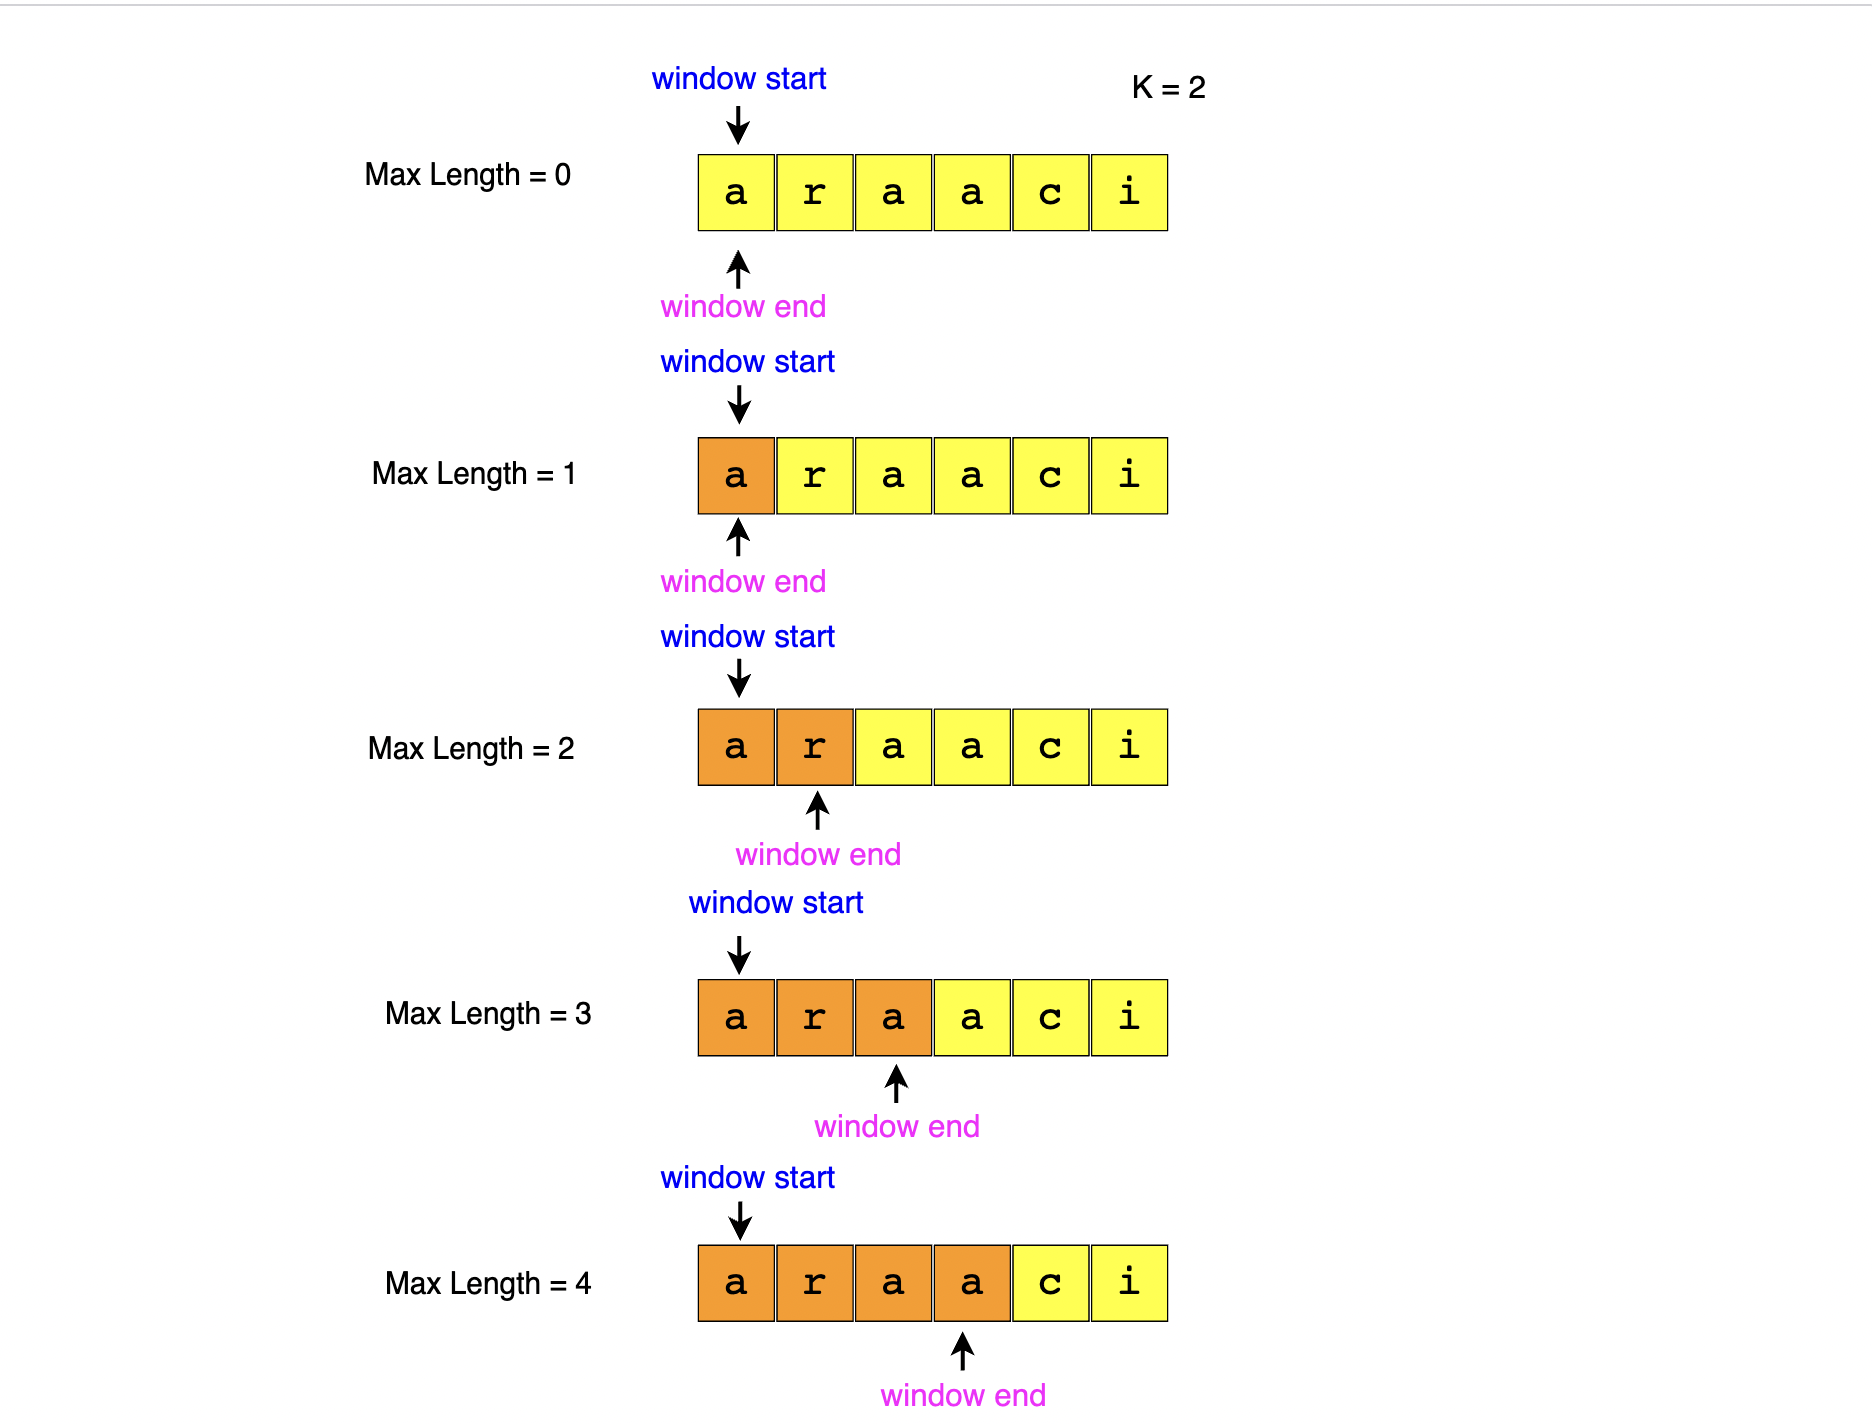 window start
K = 2
Max Length = 0
a r a a c i
window end
window start
Max Length = 1
a r a a c i
window end
window start
Max Length = 2
a r a a c i
window end
window start
Max Length = 3
a r a a c i
window end
window start
Max Length = 4
a r a a c i
window end